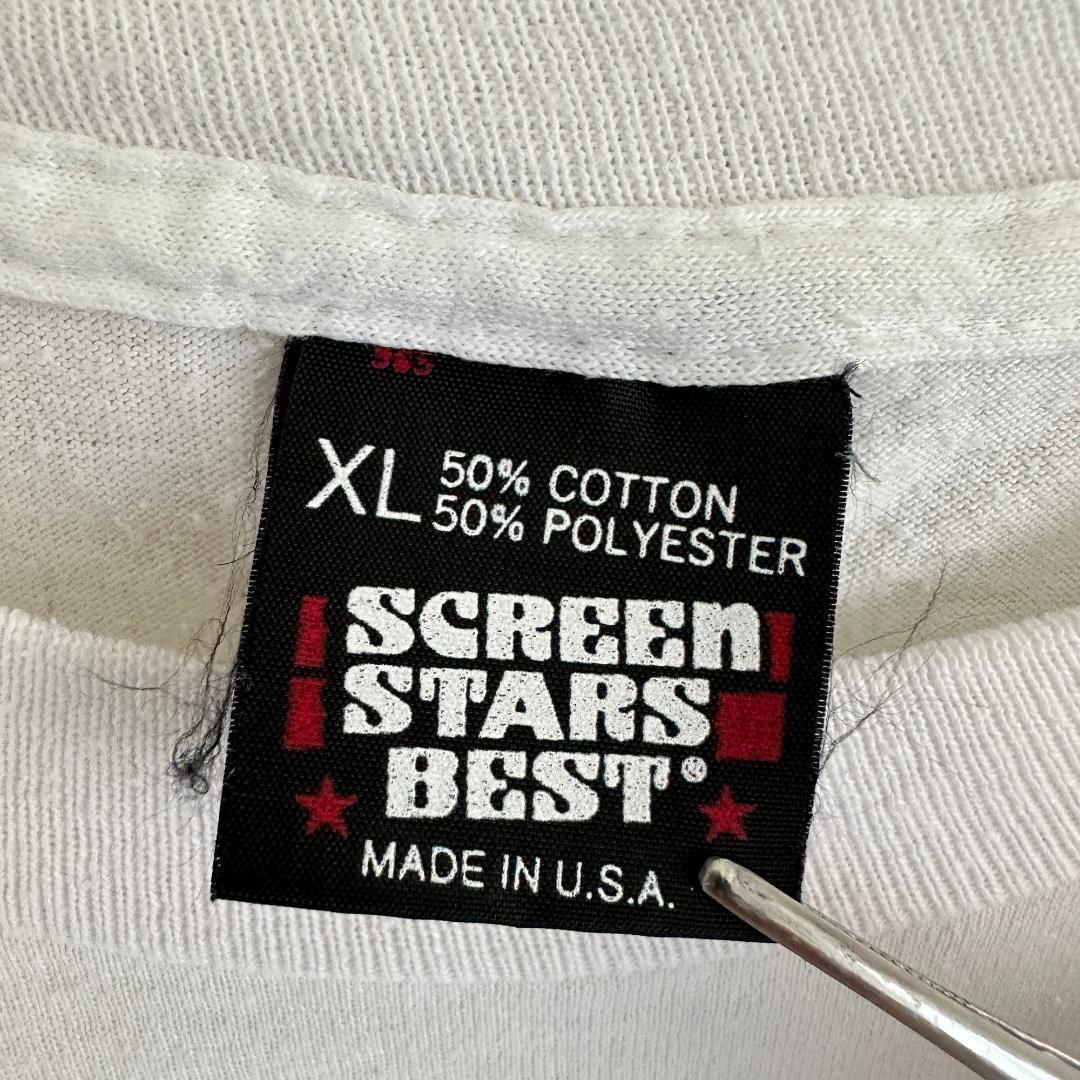 XL 50% COTTON
50% POLYESTER
SCREEN
STARS
BEST®
MADE IN U.S.A.